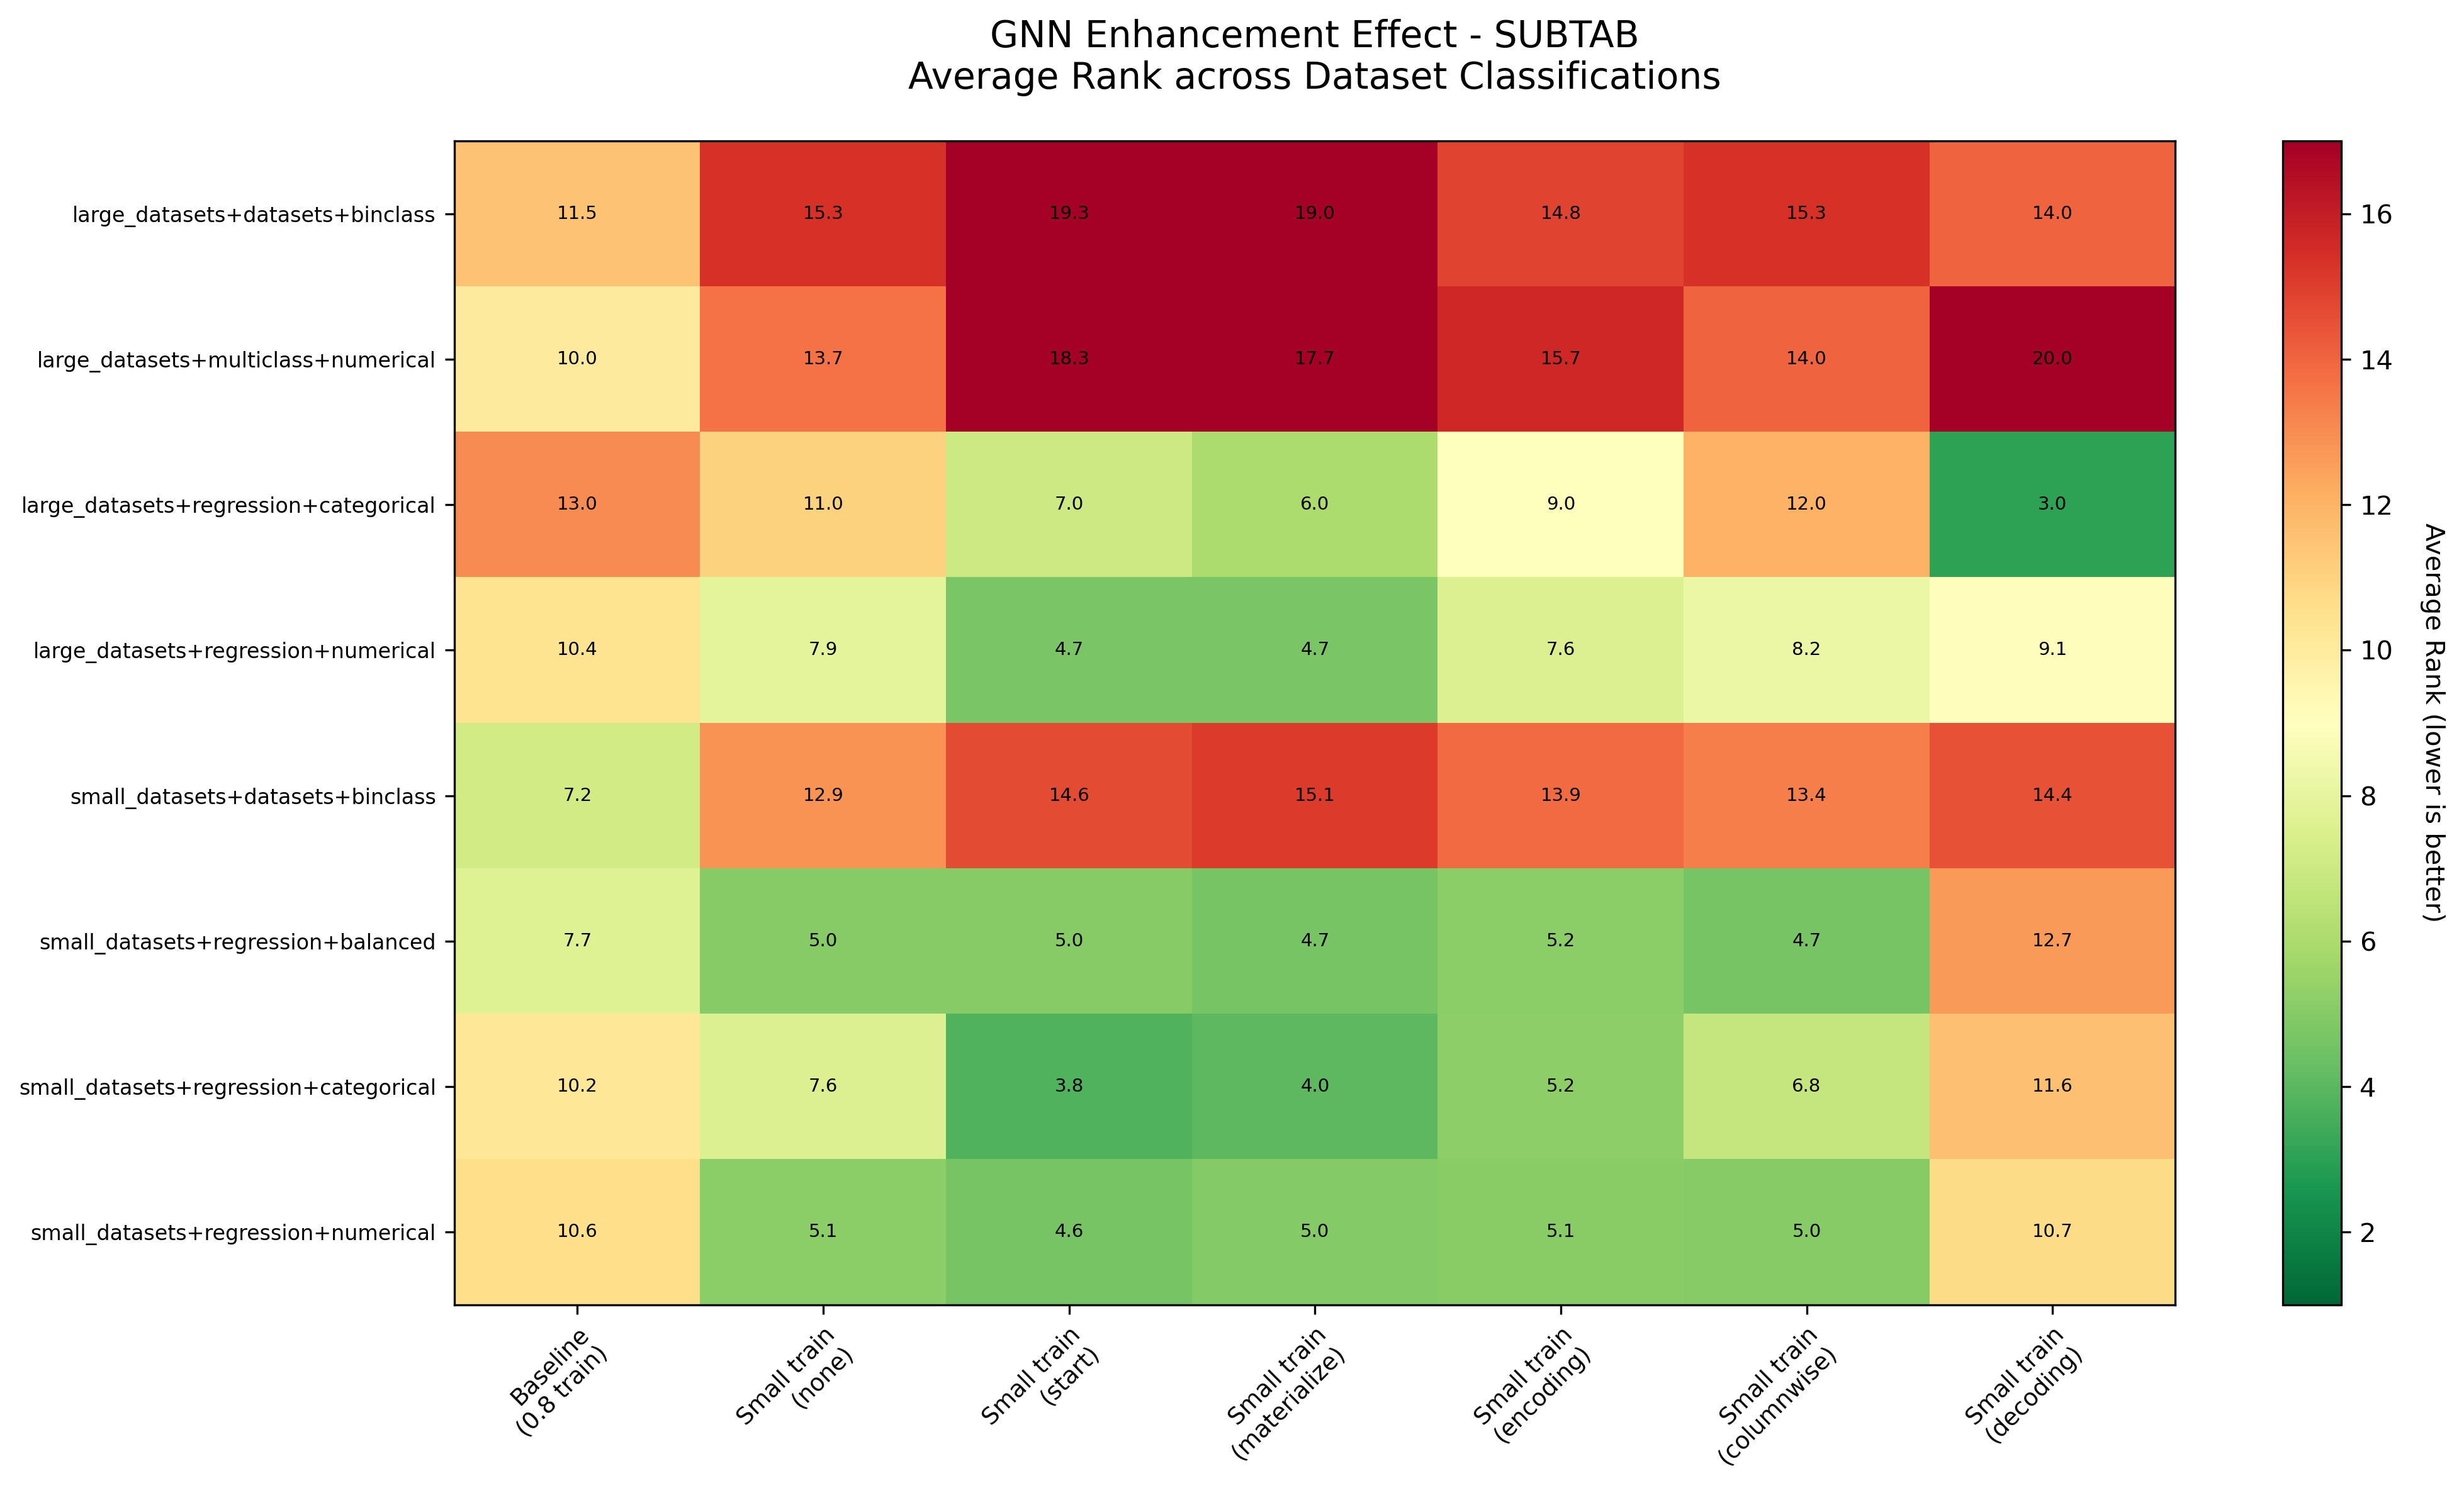 GNN Enhancement Effect - SUBTAB
Average Rank across Dataset Classifications
large_datasets+datasets+binclass 11.5 15.3 19.3 19.0 14.8 15.3 14.0
large_datasets+multiclass+numerical 10.0 13.7 18.3 17.7 15.7 14.0 20.0
large_datasets+regression+categorical 13.0 11.0 7.0 6.0 9.0 12.0 3.0
large_datasets+regression+numerical 10.4 7.9 4.7 4.7 7.6 8.2 9.1
small_datasets+datasets+binclass 7.2 12.9 14.6 15.1 13.9 13.4 14.4
small_datasets+regression+balanced 7.7 5.0 5.0 4.7 5.2 4.7 12.7
small_datasets+regression+categorical 10.2 7.6 3.8 4.0 5.2 6.8 11.6
small_datasets+regression+numerical 10.6 5.1 4.6 5.0 5.1 5.0 10.7
Baseline
(0.8 train)
Small train
(none)
Small train
(start)
Small train
(materialize)
Small train
(encoding)
Small train
(columnwise)
Small train
(decoding)
16
14
12
10
8
6
4
2
Average Rank (lower is better)